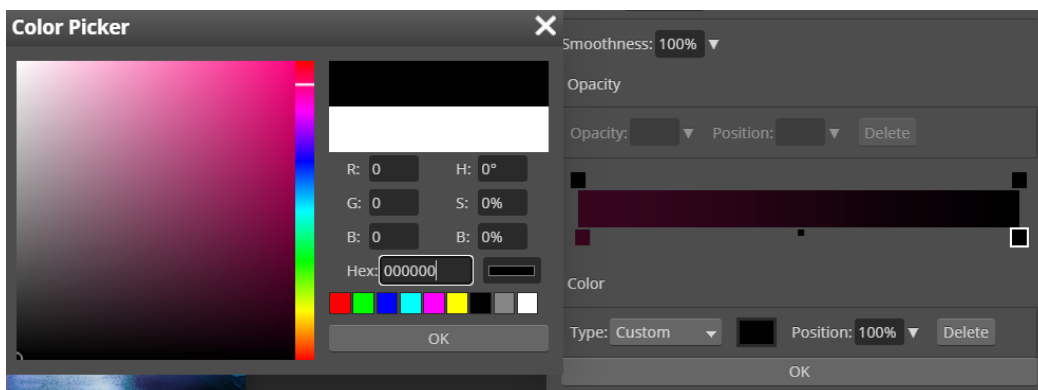 Color Picker
R: 0 H: 0°
G: 0 S: 0%
B: 0 B: 0%
Hex: 000000
OK
Smoothness: 100%
Opacity
Opacity: Position: Delete
Color
Type: Custom Position: 100% Delete
OK